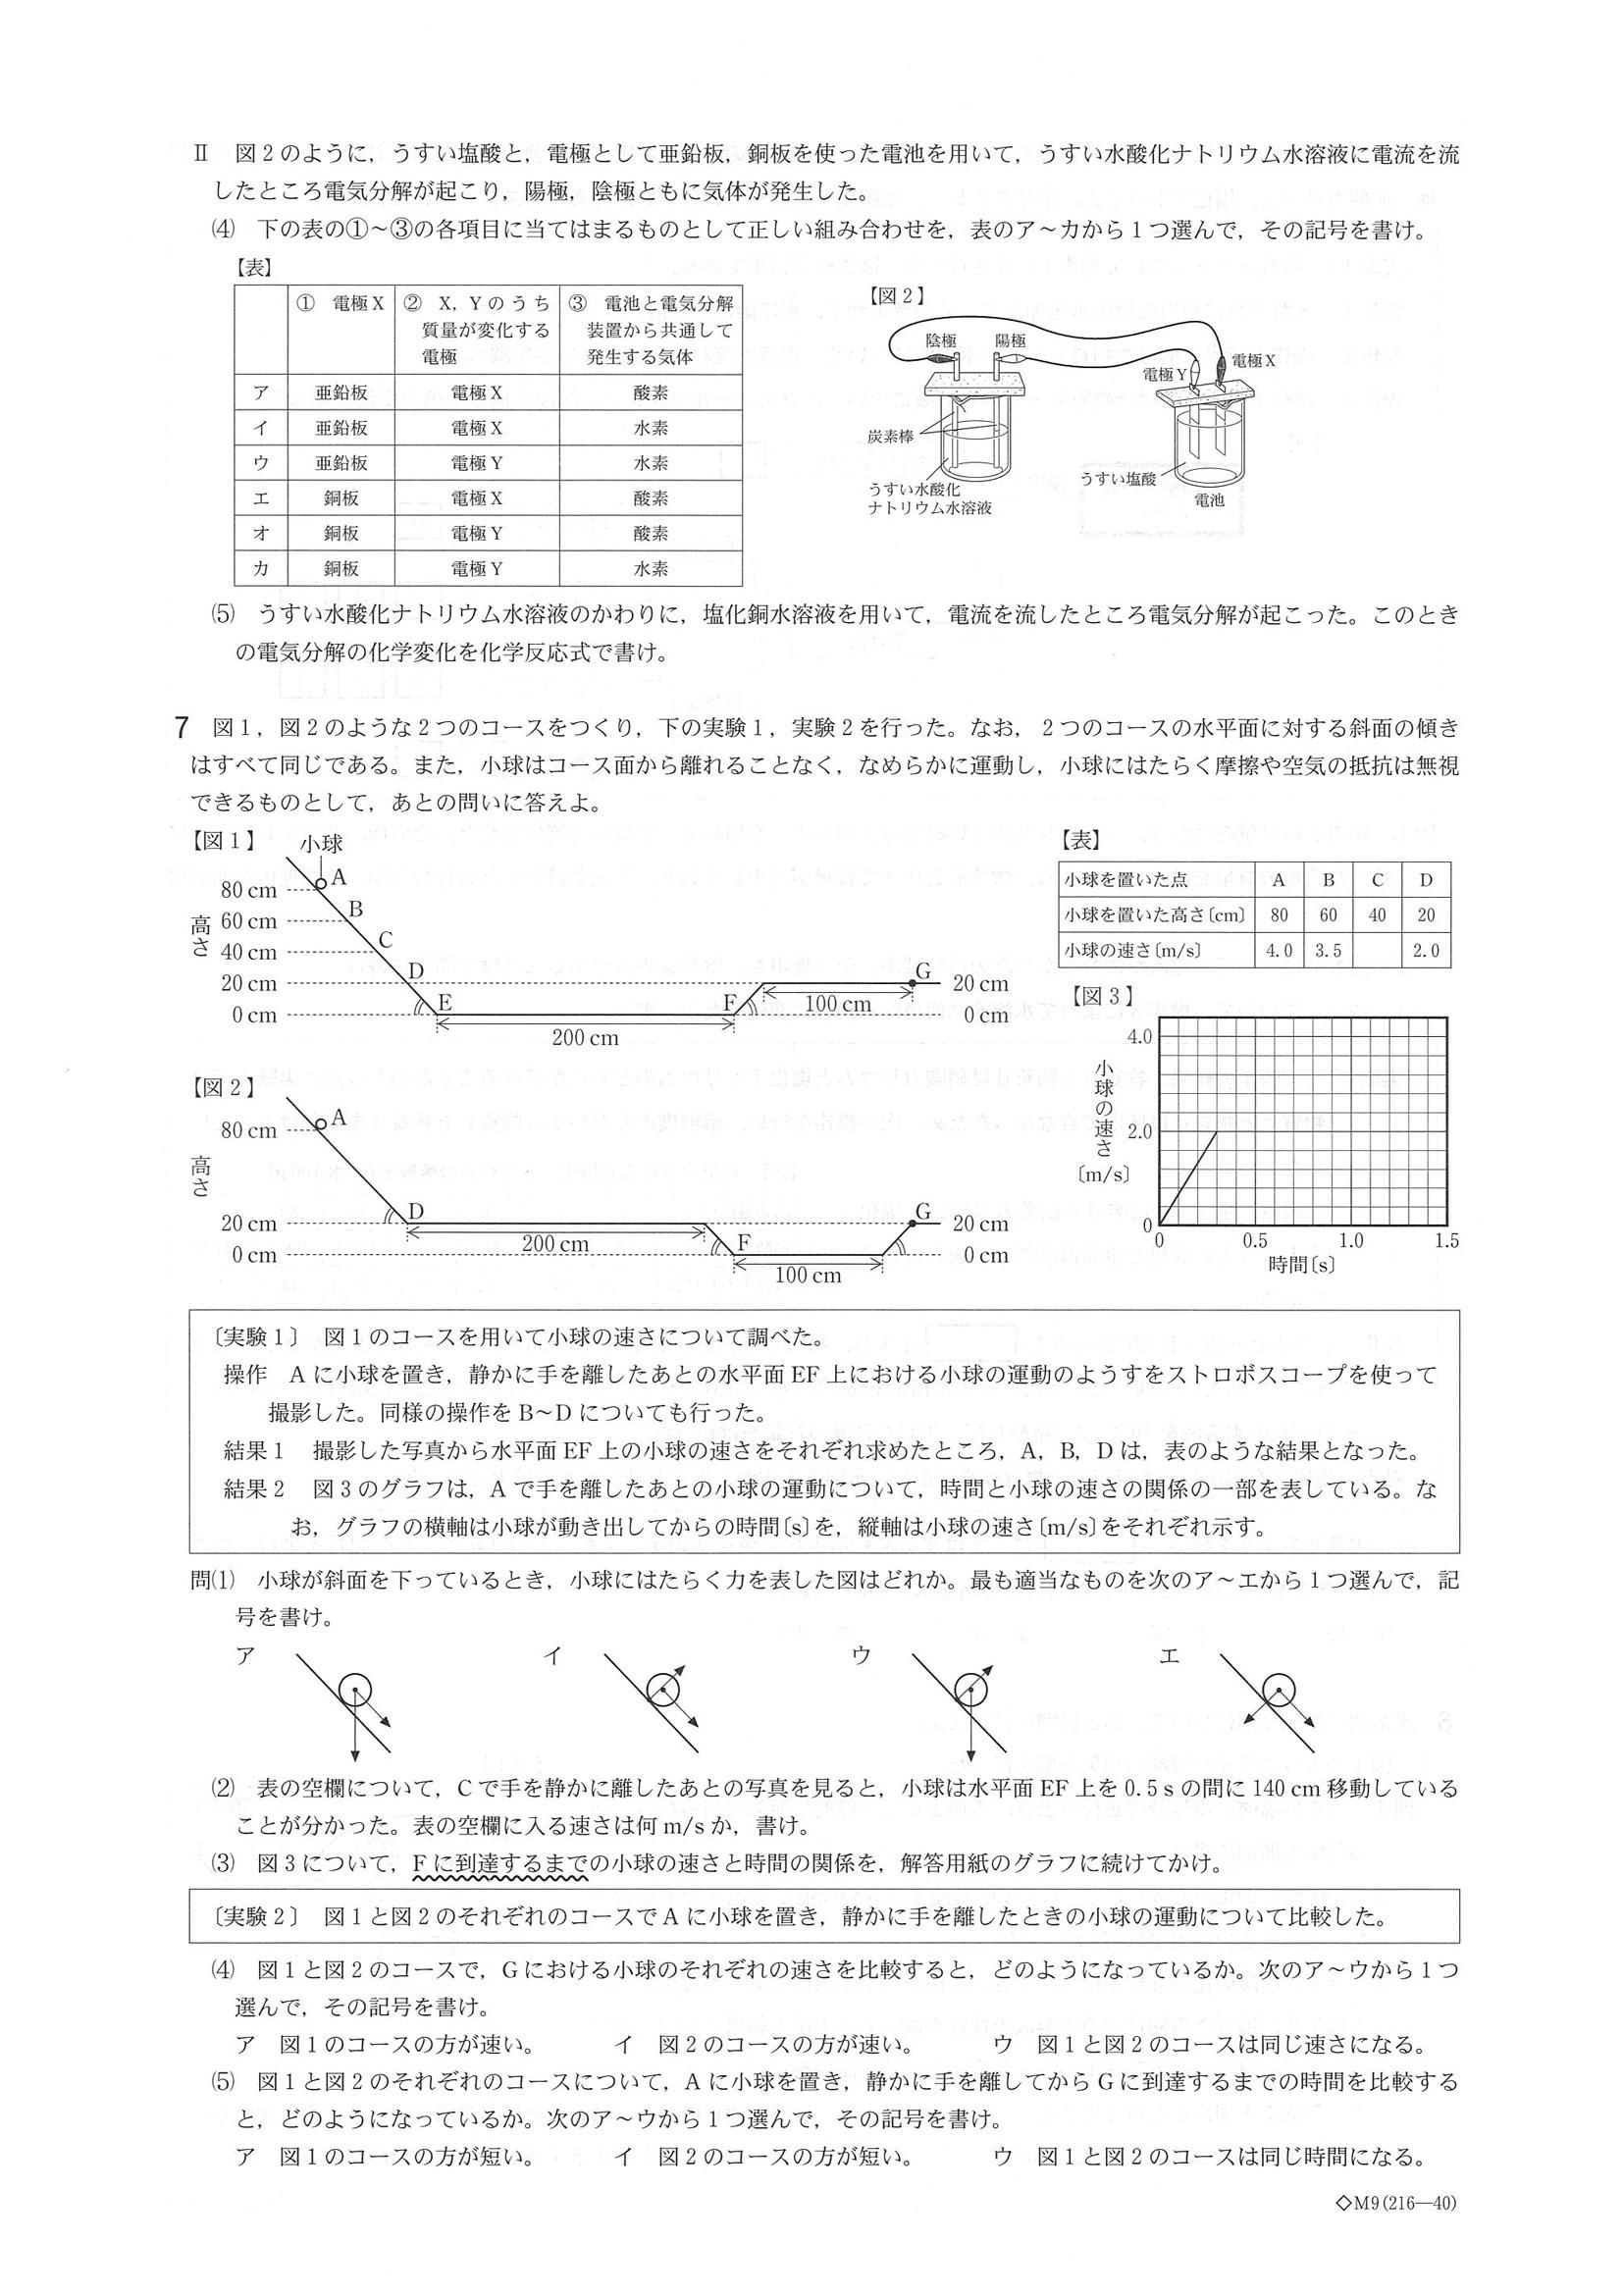 Ⅱ　図２のように，うすい塩酸と，電極として亜鉛板，銅板を使った電池を用いて，うすい水酸化ナトリウム水溶液に電流を流
したところ電気分解が起こり，陽極，陰極ともに気体が発生した。
⑷　下の表の①～③の各項目に当てはまるものとして正しい組み合わせを，表のア～カから１つ選んで，その記号を書け。
【表】
①　電極X　②　X，Yのうち質量が変化する電極　③　電池と電気分解装置から共通して発生する気体
ア　亜鉛板　電極X　酸素
イ　亜鉛板　電極X　水素
ウ　亜鉛板　電極Y　水素
エ　銅板　電極X　酸素
オ　銅板　電極Y　酸素
カ　銅板　電極Y　水素
【図２】
陰極　陽極
電極Y　電極X
炭素棒
うすい水酸化
ナトリウム水溶液
うすい塩酸
電池
⑸　うすい水酸化ナトリウム水溶液のかわりに，塩化銅水溶液を用いて，電流を流したところ電気分解が起こった。このとき
の電気分解の化学変化を化学反応式で書け。
7　図１，図２のような２つのコースをつくり，下の実験１，実験２を行った。なお，２つのコースの水平面に対する斜面の傾き
はすべて同じである。また，小球はコース面から離れることなく，なめらかに運動し，小球にはたらく摩擦や空気の抵抗は無視
できるものとして，あとの問いに答えよ。
【図１】　小球
80 cm　A
60 cm　B
40 cm　C
20 cm　D　G　20 cm
0 cm　E　F　0 cm
高さ
200 cm
100 cm
【表】
小球を置いた点　A　B　C　D
小球を置いた高さ〔cm〕　80　60　40　20
小球の速さ〔m/s〕　4.0　3.5　2.0
【図２】
80 cm　A
高さ
20 cm　D　G　20 cm
0 cm　F　0 cm
200 cm
100 cm
【図３】
小球の速さ〔m/s〕
4.0
2.0
0
0　0.5　1.0　1.5
時間〔s〕
〔実験１〕　図１のコースを用いて小球の速さについて調べた。
操作　Aに小球を置き，静かに手を離したあとの水平面EF上における小球の運動のようすをストロボスコープを使って
撮影した。同様の操作をB～Dについても行った。
結果１　撮影した写真から水平面EF上の小球の速さをそれぞれ求めたところ，A，B，Dは，表のような結果となった。
結果２　図３のグラフは，Aで手を離したあとの小球の運動について，時間と小球の速さの関係の一部を表している。な
お，グラフの横軸は小球が動き出してからの時間〔s〕を，縦軸は小球の速さ〔m/s〕をそれぞれ示す。
問⑴　小球が斜面を下っているとき，小球にはたらく力を表した図はどれか。最も適当なものを次のア～エから１つ選んで，記
号を書け。
ア　イ　ウ　エ
⑵　表の空欄について，Cで手を静かに離したあとの写真を見ると，小球は水平面EF上を0.5 sの間に140 cm移動している
ことが分かった。表の空欄に入る速さは何m/sか，書け。
⑶　図３について，Fに到達するまでの小球の速さと時間の関係を，解答用紙のグラフに続けてかけ。
〔実験２〕　図１と図２のそれぞれのコースでAに小球を置き，静かに手を離したときの小球の運動について比較した。
⑷　図１と図２のコースで，Gにおける小球のそれぞれの速さを比較すると，どのようになっているか。次のア～ウから１つ
選んで，その記号を書け。
ア　図１のコースの方が速い。　イ　図２のコースの方が速い。　ウ　図１と図２のコースは同じ速さになる。
⑸　図１と図２のそれぞれのコースについて，Aに小球を置き，静かに手を離してからGに到達するまでの時間を比較する
と，どのようになっているか。次のア～ウから１つ選んで，その記号を書け。
ア　図１のコースの方が短い。　イ　図２のコースの方が短い。　ウ　図１と図２のコースは同じ時間になる。
◇M9(216―40)